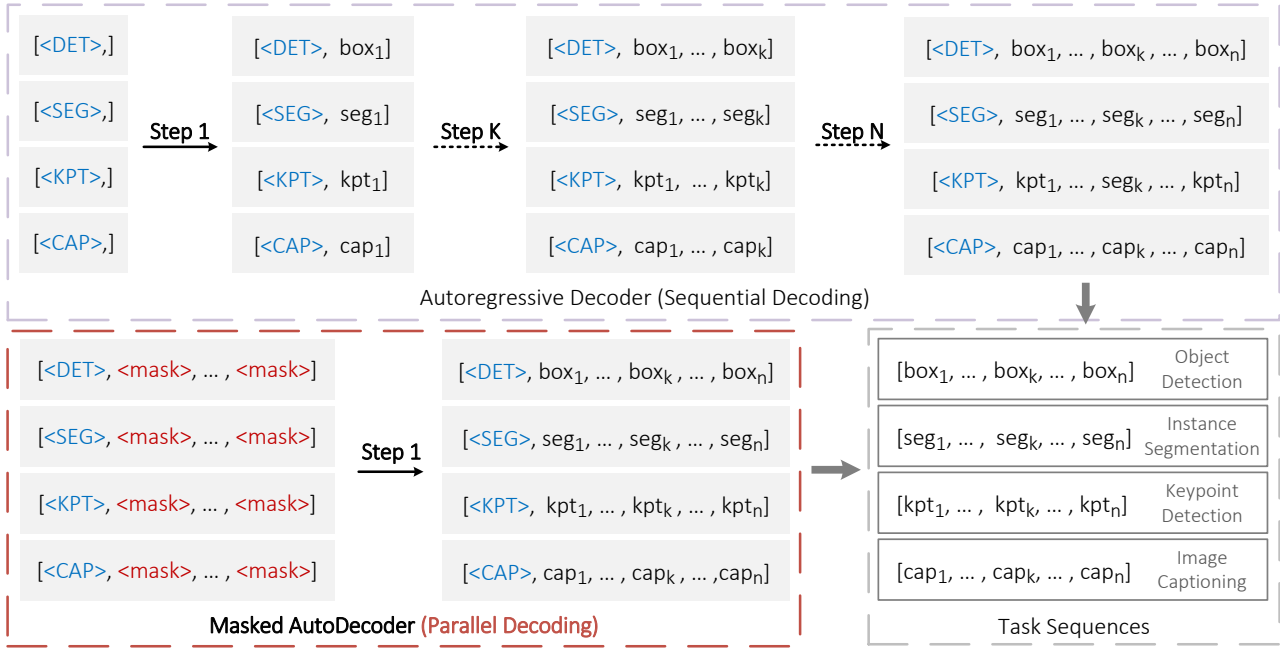 [<DET>,]
[<SEG>,]
[<KPT>,]
[<CAP>,]
Step 1
[<DET>, box1]
[<SEG>, seg1]
[<KPT>, kpt1]
[<CAP>, cap1]
Step K
[<DET>, box1, ... , boxk]
[<SEG>, seg1, ... , segk]
[<KPT>, kpt1, ... , kptk]
[<CAP>, cap1, ... , capk]
Step N
[<DET>, box1, ... , boxk , ... , boxn]
[<SEG>, seg1, ... , segk , ... , segn]
[<KPT>, kpt1, ... , segk , ... , kptn]
[<CAP>, cap1, ... , capk , ... , capn]
Autoregressive Decoder (Sequential Decoding)
[<DET>, <mask>, ... , <mask>]
[<SEG>, <mask>, ... , <mask>]
[<KPT>, <mask>, ... , <mask>]
[<CAP>, <mask>, ... , <mask>]
Step 1
[<DET>, box1, ... , boxk , ... , boxn]
[<SEG>, seg1, ... , segk , ... , segn]
[<KPT>, kpt1, ... , kptk , ... , kptn]
[<CAP>, cap1, ... , capk , ... ,capn]
Masked AutoDecoder (Parallel Decoding)
[box1, ... , boxk, ... , boxn]
Object
Detection
[seg1, ... , segk, ... , segn]
Instance
Segmentation
[kpt1, ... , kptk, ... , kptn]
Keypoint
Detection
[cap1, ... , capk, ... , capn]
Image
Captioning
Task Sequences